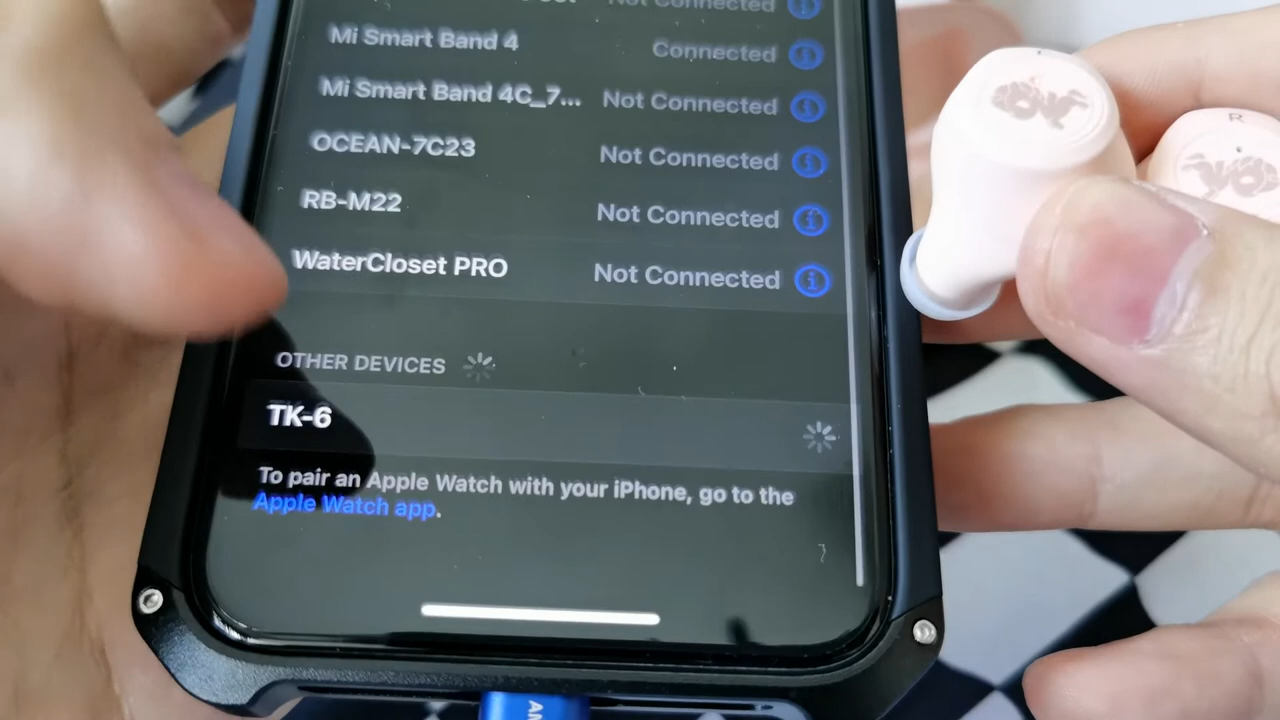 Not Connected
Mi Smart Band 4 Connected
Mi Smart Band 4C_7... Not Connected
OCEAN-7C23 Not Connected
RB-M22 Not Connected
WaterCloset PRO Not Connected
OTHER DEVICES
TK-6
To pair an Apple Watch with your iPhone, go to the
Apple Watch app.
R